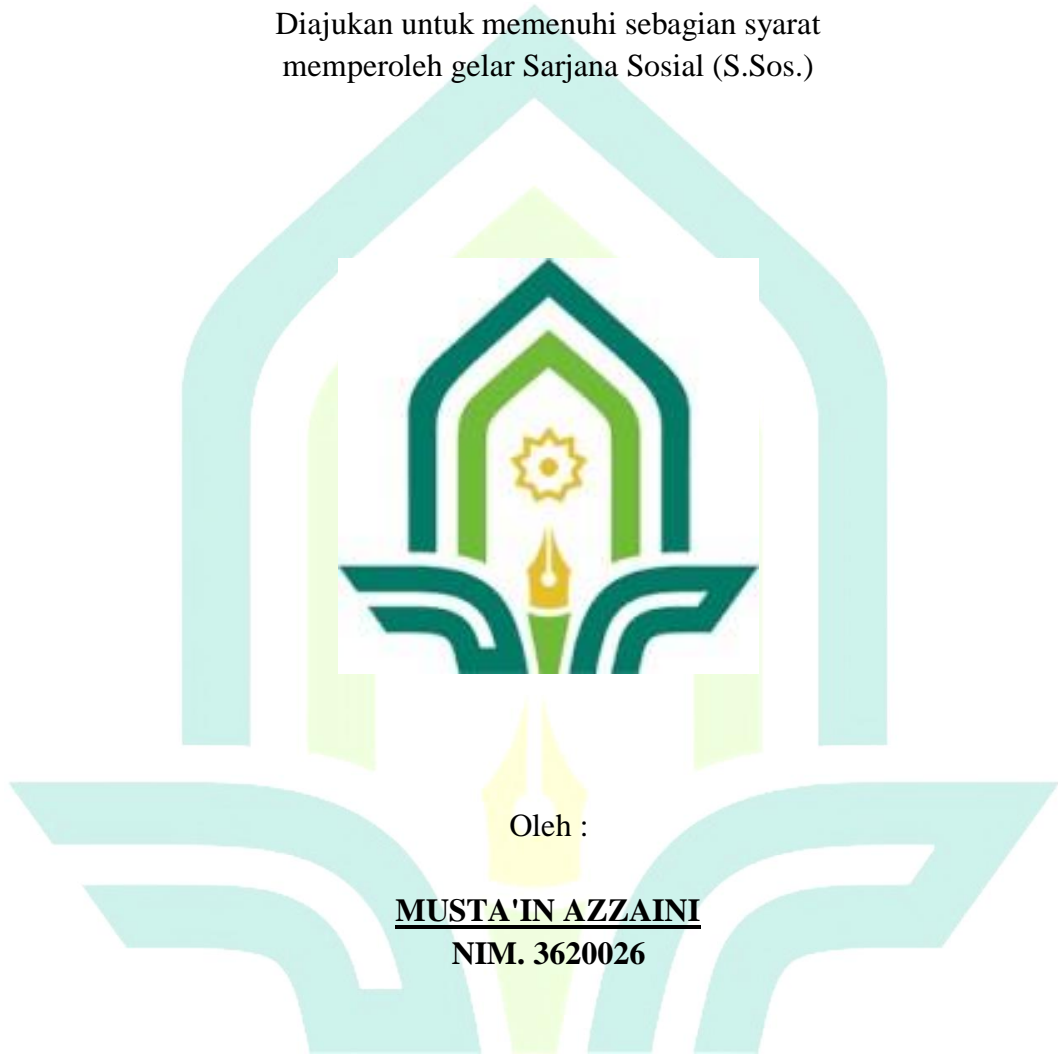 Diajukan untuk memenuhi sebagian syarat
memperoleh gelar Sarjana Sosial (S.Sos.)
Oleh :
MUSTA'IN AZZAINI
NIM. 3620026